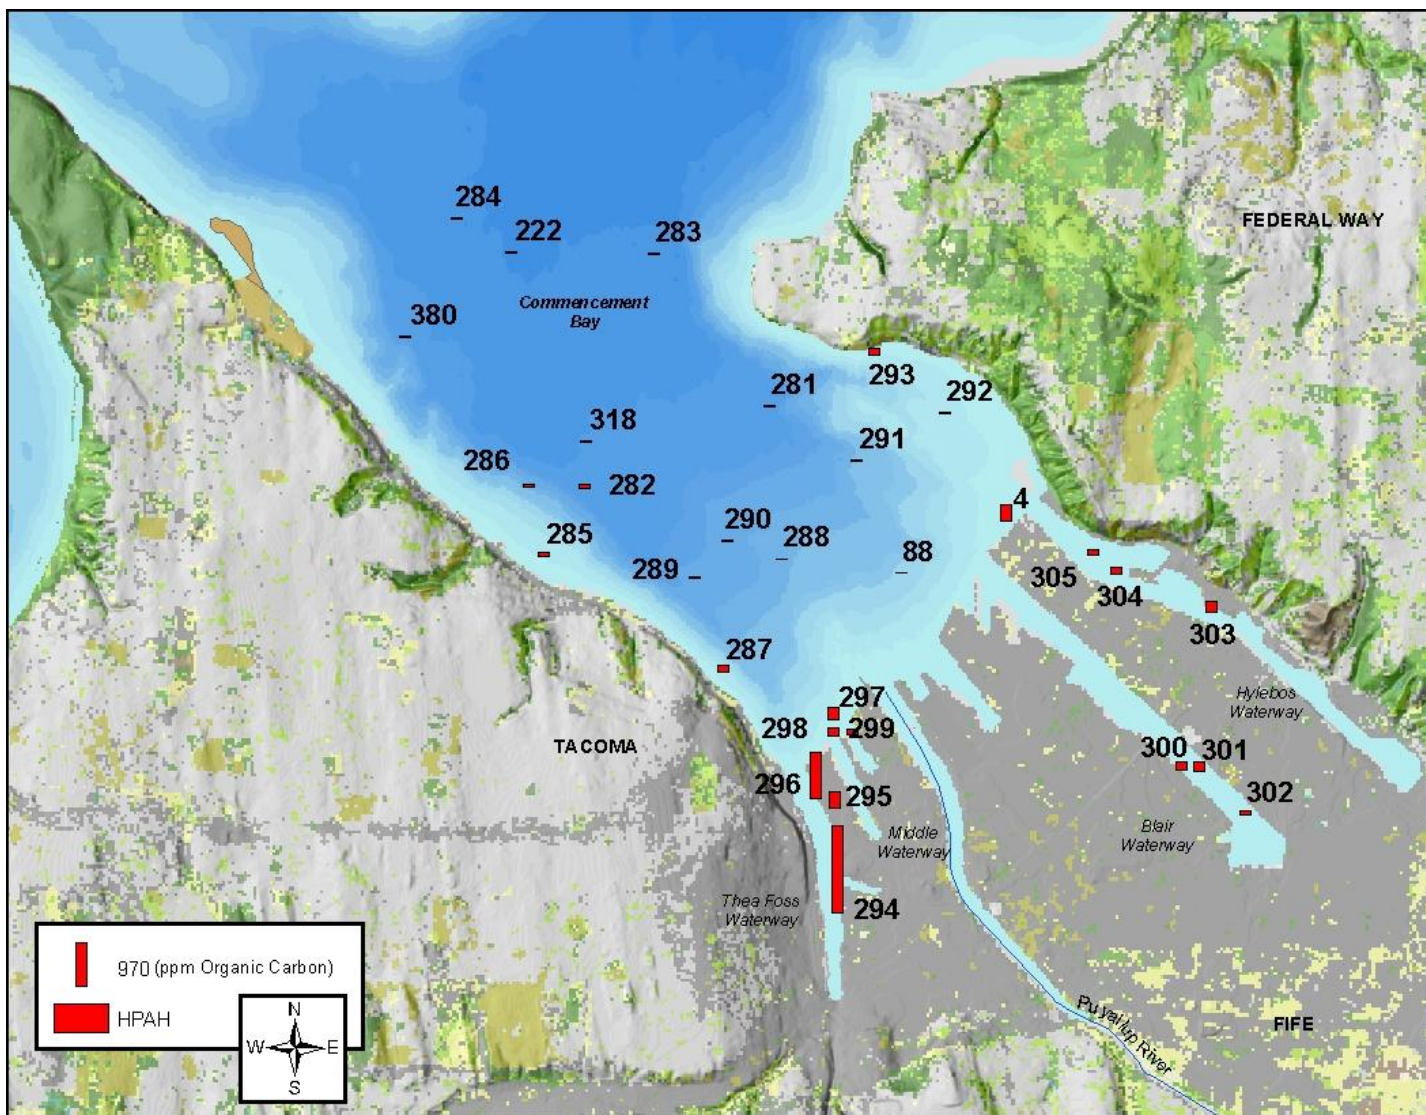 284
222
283
FEDERAL WAY
Commencement
Bay
380
293
281
292
318
291
286
282
4
290
285
288
88
289
305
304
303
287
297
Hylebos
Waterway
298
299
TACOMA
300
301
296
295
302
Middle
Waterway
Blair
Waterway
Thea Foss
Waterway
294
970 (ppm Organic Carbon)
HPAH
N
W
E
S
Puyallup River
FIFE